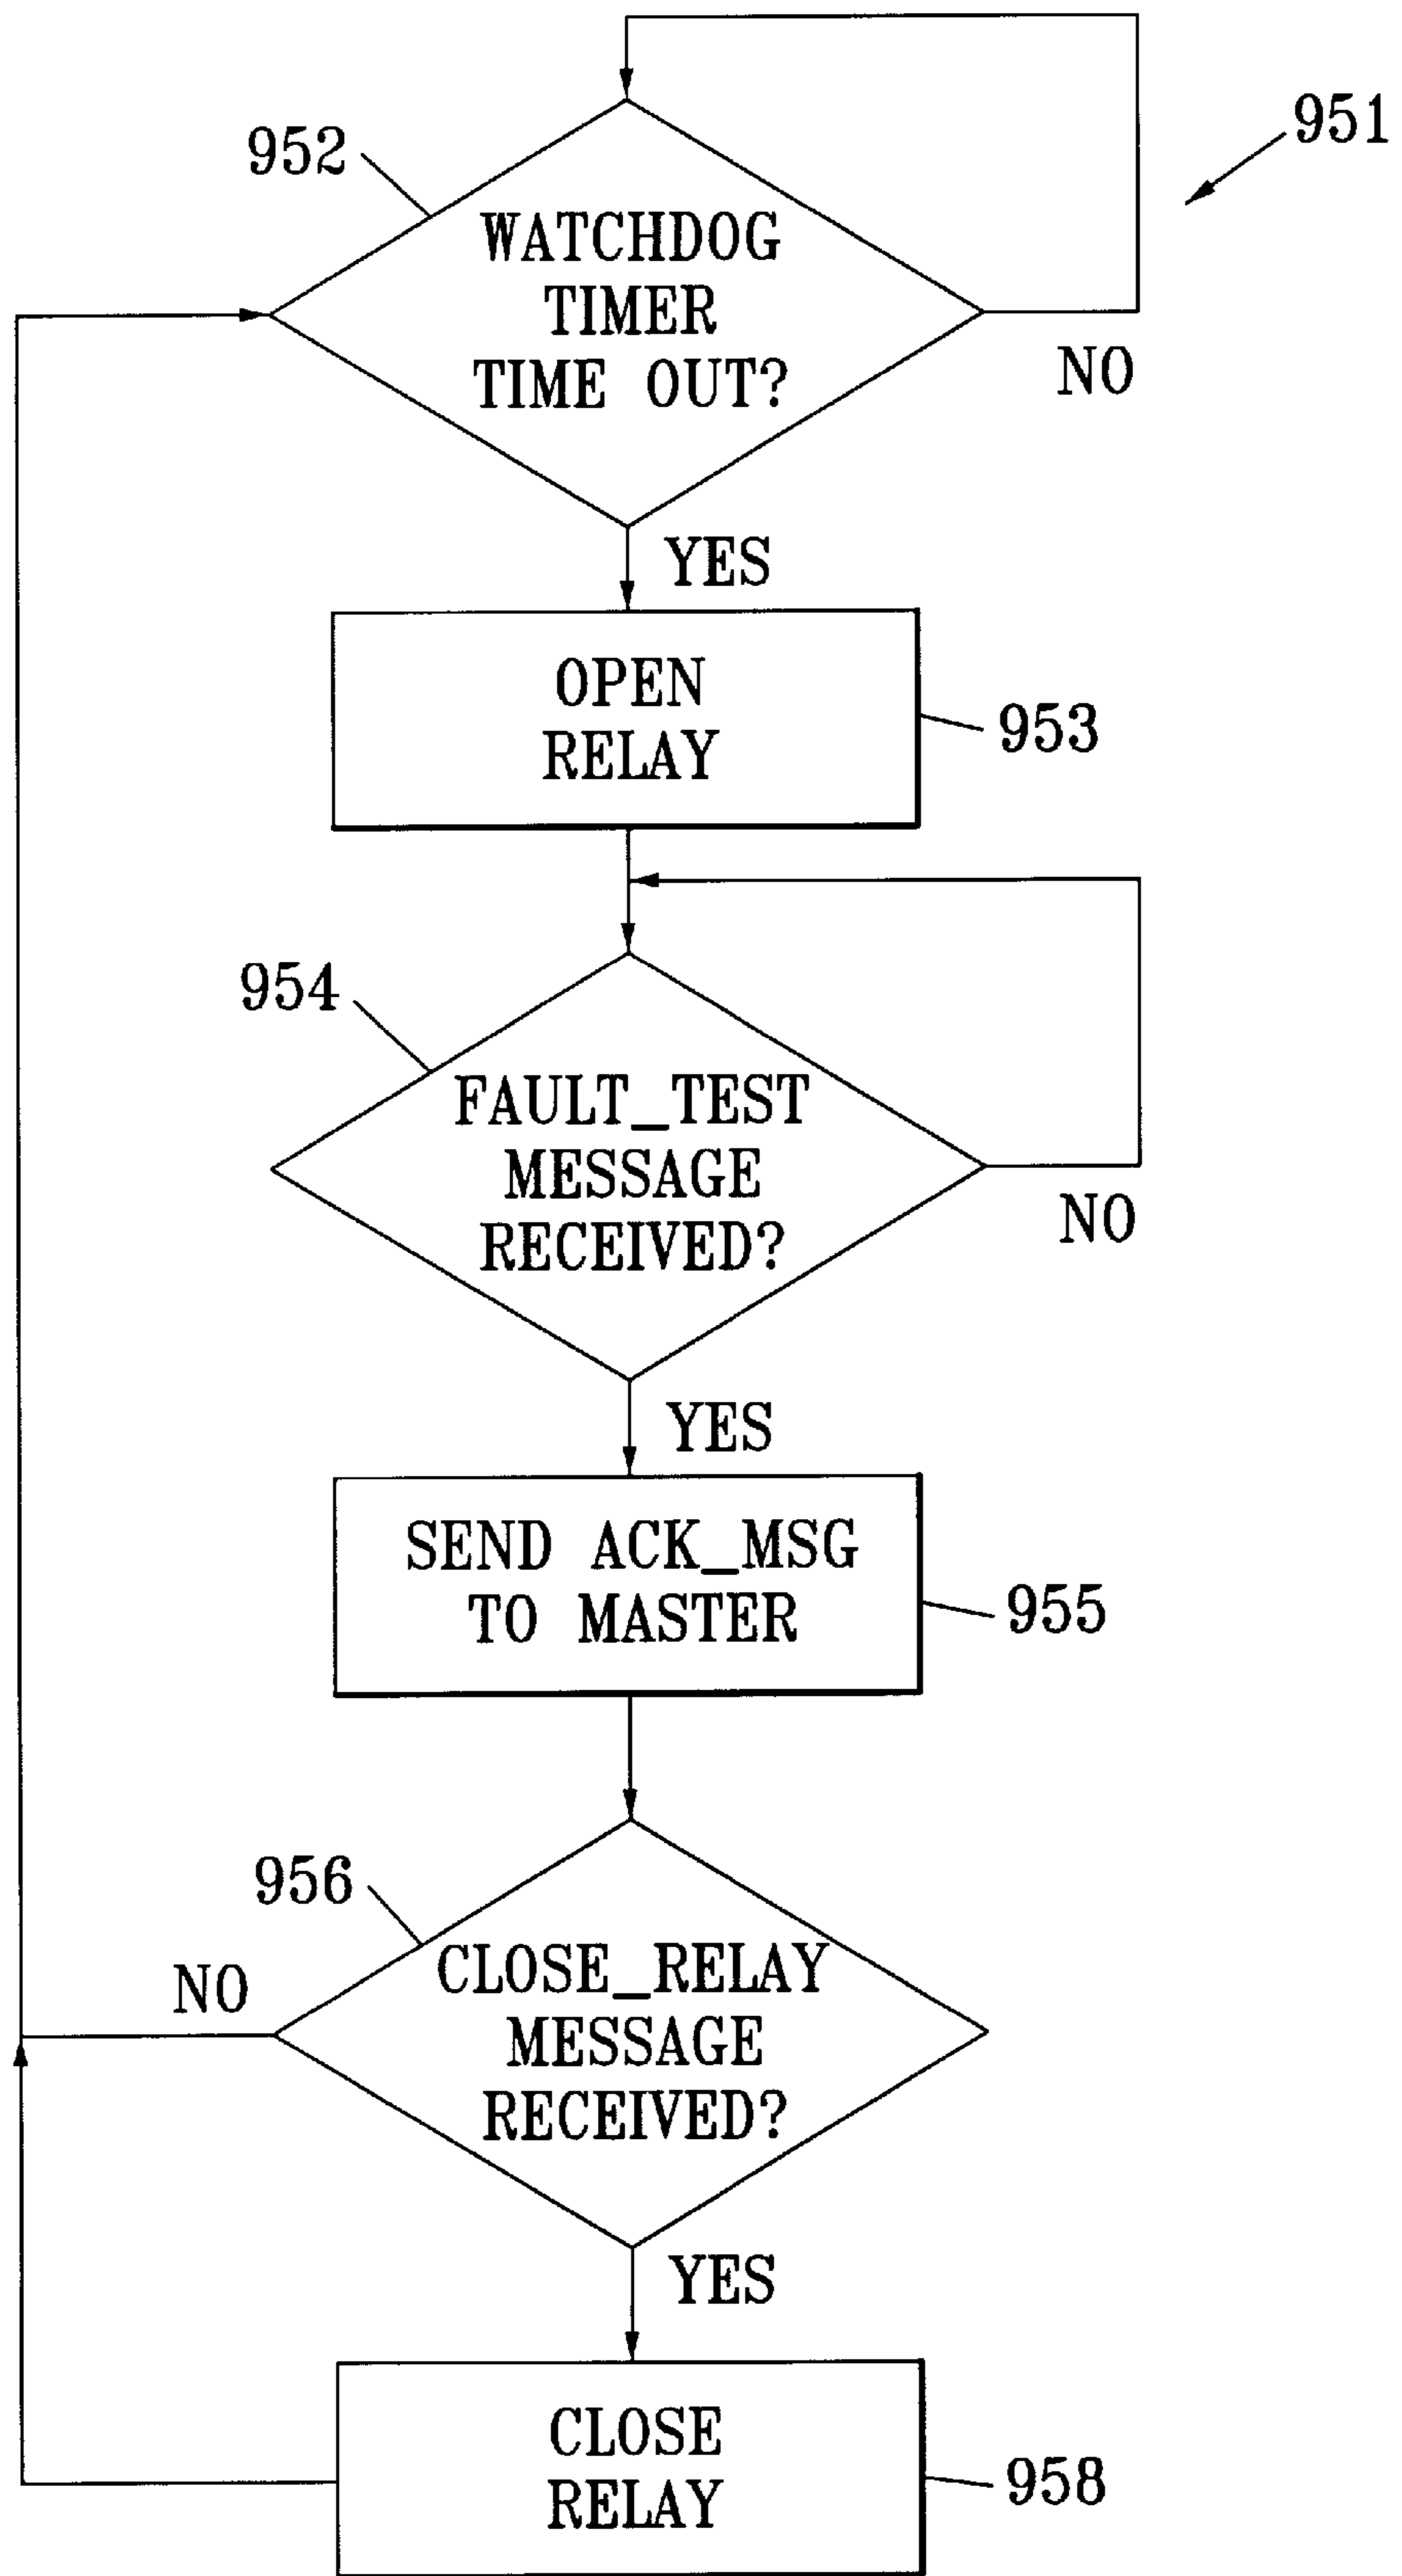 951
952
WATCHDOG
TIMER
TIME OUT?
NO
YES
OPEN
RELAY
953
954
FAULT_TEST
MESSAGE
RECEIVED?
NO
YES
SEND ACK_MSG
TO MASTER
955
956
CLOSE_RELAY
MESSAGE
RECEIVED?
NO
YES
CLOSE
RELAY
958